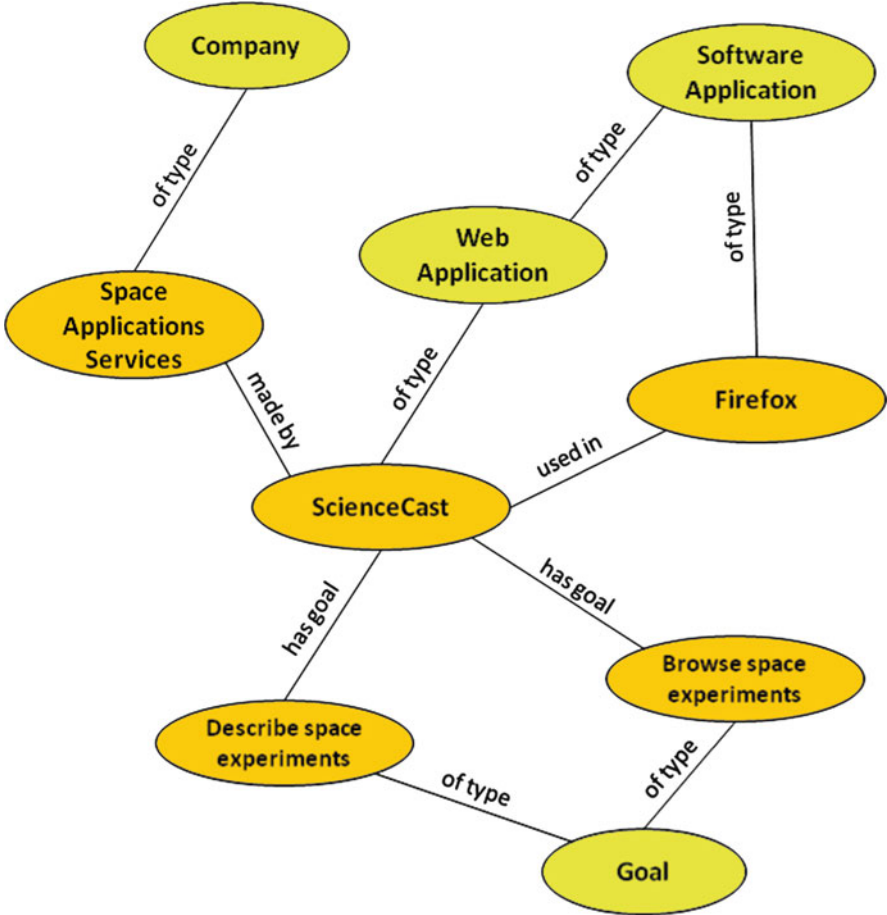 Company
Software
Application
of type
of type
of type
Web
Application
Space
Applications
Services
of type
made by
Firefox
used in
ScienceCast
has goal
has goal
Browse space
experiments
Describe space
experiments
of type
of type
Goal